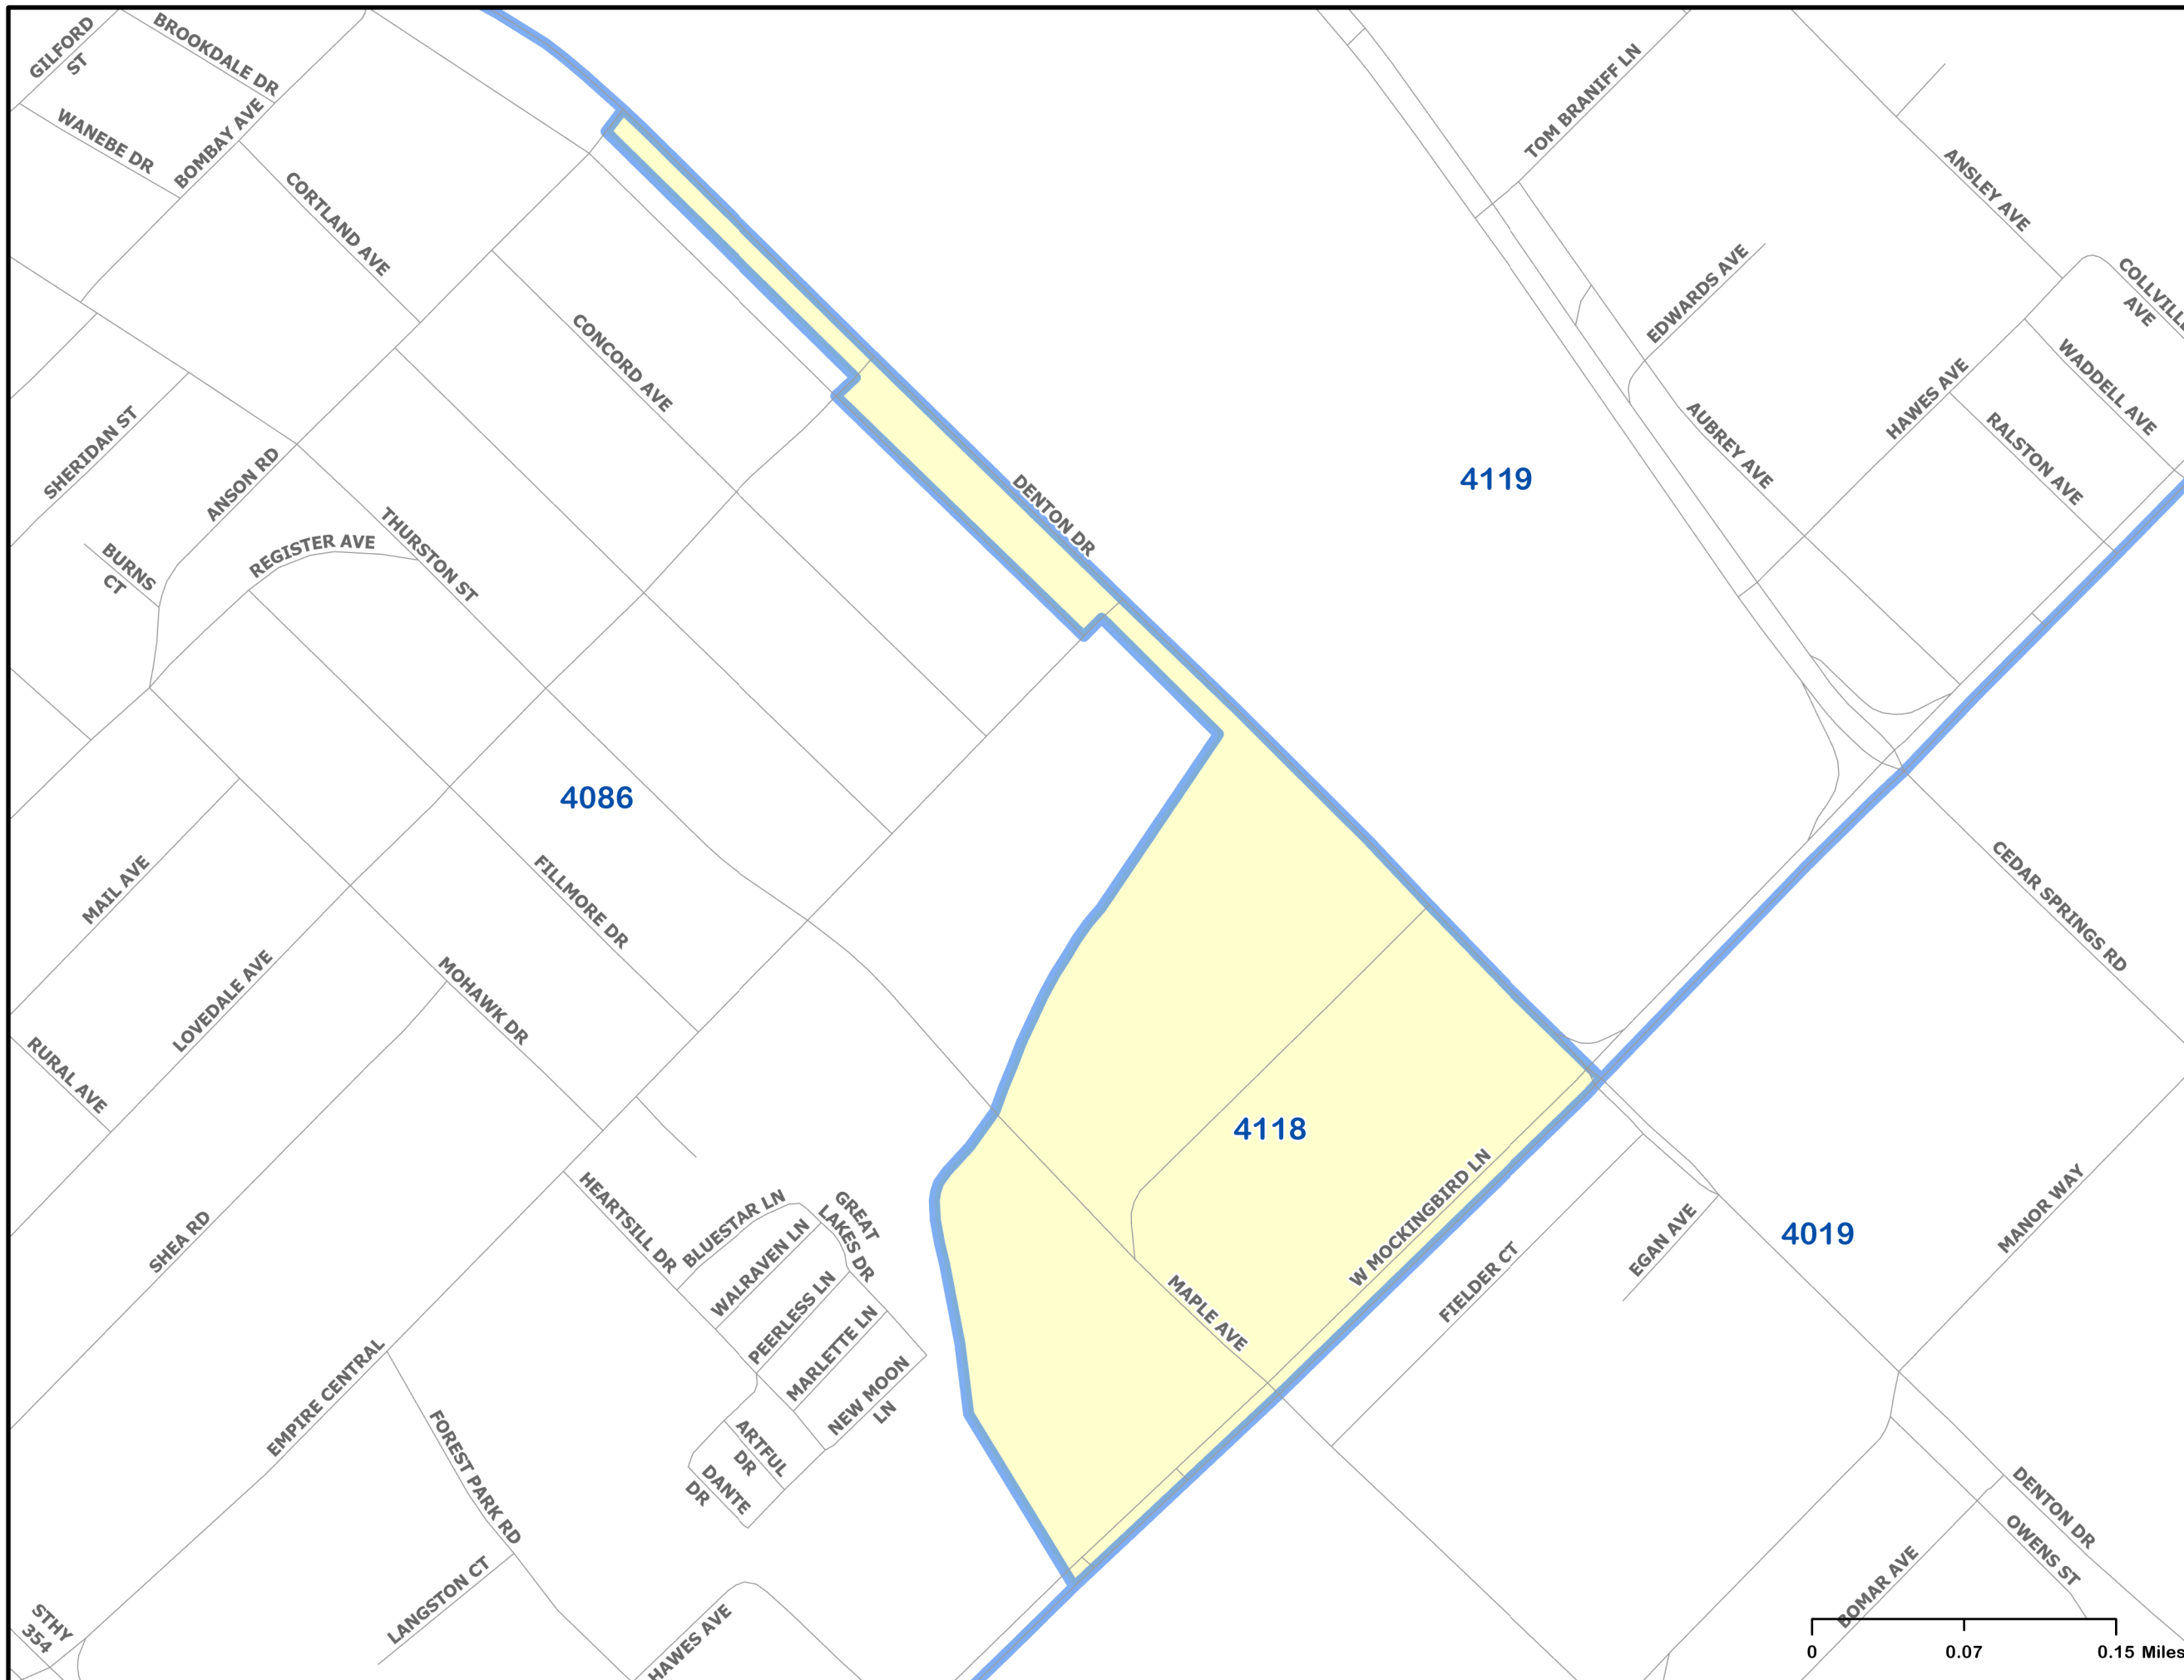 GILFORD
ST
BROOKDALE DR
WANEBE DR
BOMBAY AVE
CORTLAND AVE
CONCORD AVE
TOM BRANIFF LN
ANSLEY AVE
EDWARDS AVE
AVE
HAWES AVE
WADDELL AVE
RALSTON AVE
AUBREY AVE
SHERIDAN ST
ANSON RD
BURNS
CT
REGISTER AVE
THURSTON ST
DENTON DR
4119
4086
MAIL AVE
FILLMORE DR
CEDAR SPRINGS RD
LOVEDALE AVE
MOHAWK DR
RURAL AVE
4118
W MOCKINGBIRD LN
SHEA RD
HEARTSILL DR
BLUESTAR LN
GREAT
LAKES DR
WALRAVEN LN
PEERLESS LN
MARLETTE LN
NEW MOON
LN
MAPLE AVE
FIELDER CT
EGAN AVE
4019
MANOR WAY
EMPIRE CENTRAL
FOREST PARK RD
ARTFUL
DR
DANTE
DR
LANGSTON CT
HAWES AVE
STHY
354
DENTON DR
OWENS ST
BOMAR AVE
0
0.07
0.15 Miles